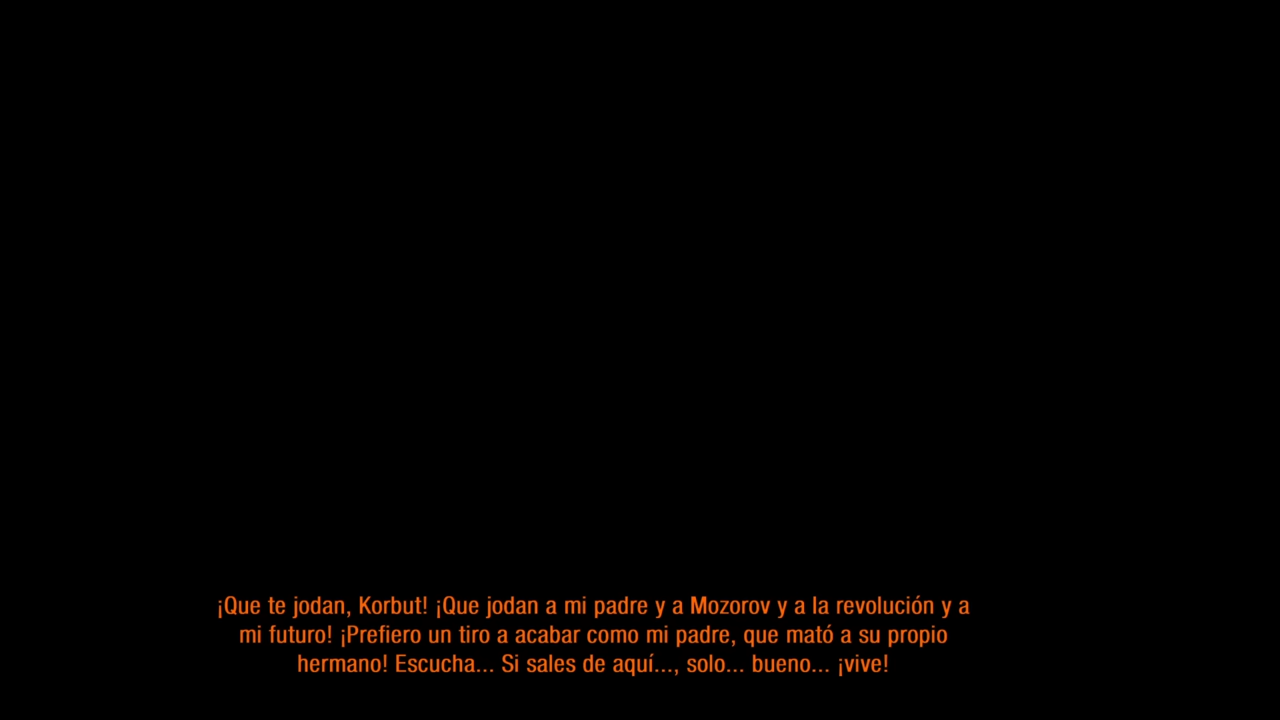 ¡Que te jodan, Korbut! ¡Que jodan a mi padre y a Mozorov y a la revolución y a
mi futuro! ¡Prefiero un tiro a acabar como mi padre, que mató a su propio
hermano! Escucha... Si sales de aquí..., solo... bueno... ¡vive!